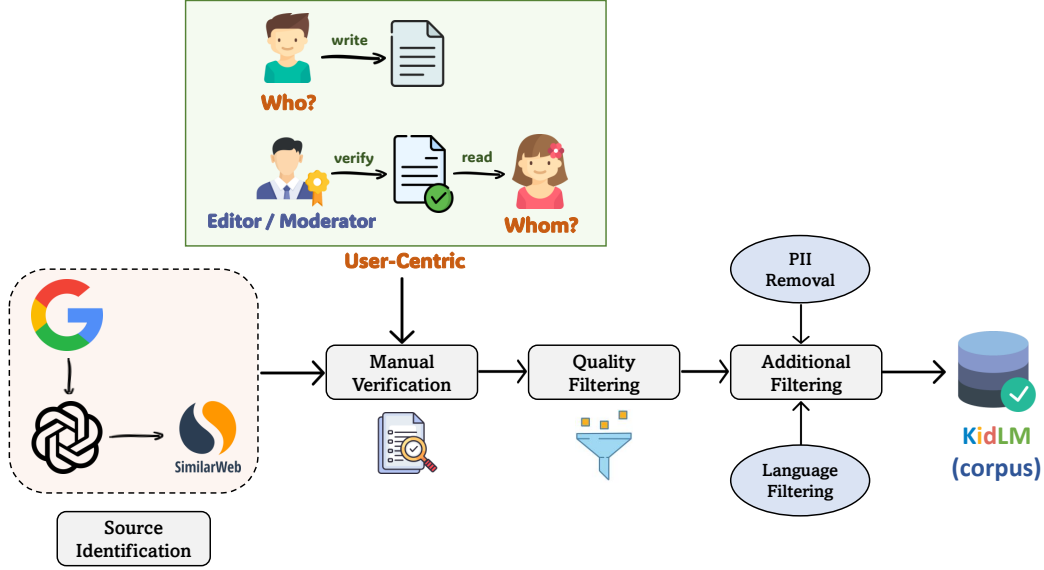 write
Who?
verify
read
Editor / Moderator
Whom?
User-Centric
SimilarWeb
Source
Identification
Manual
Verification
Quality
Filtering
PII
Removal
Additional
Filtering
Language
Filtering
KidLM
(corpus)